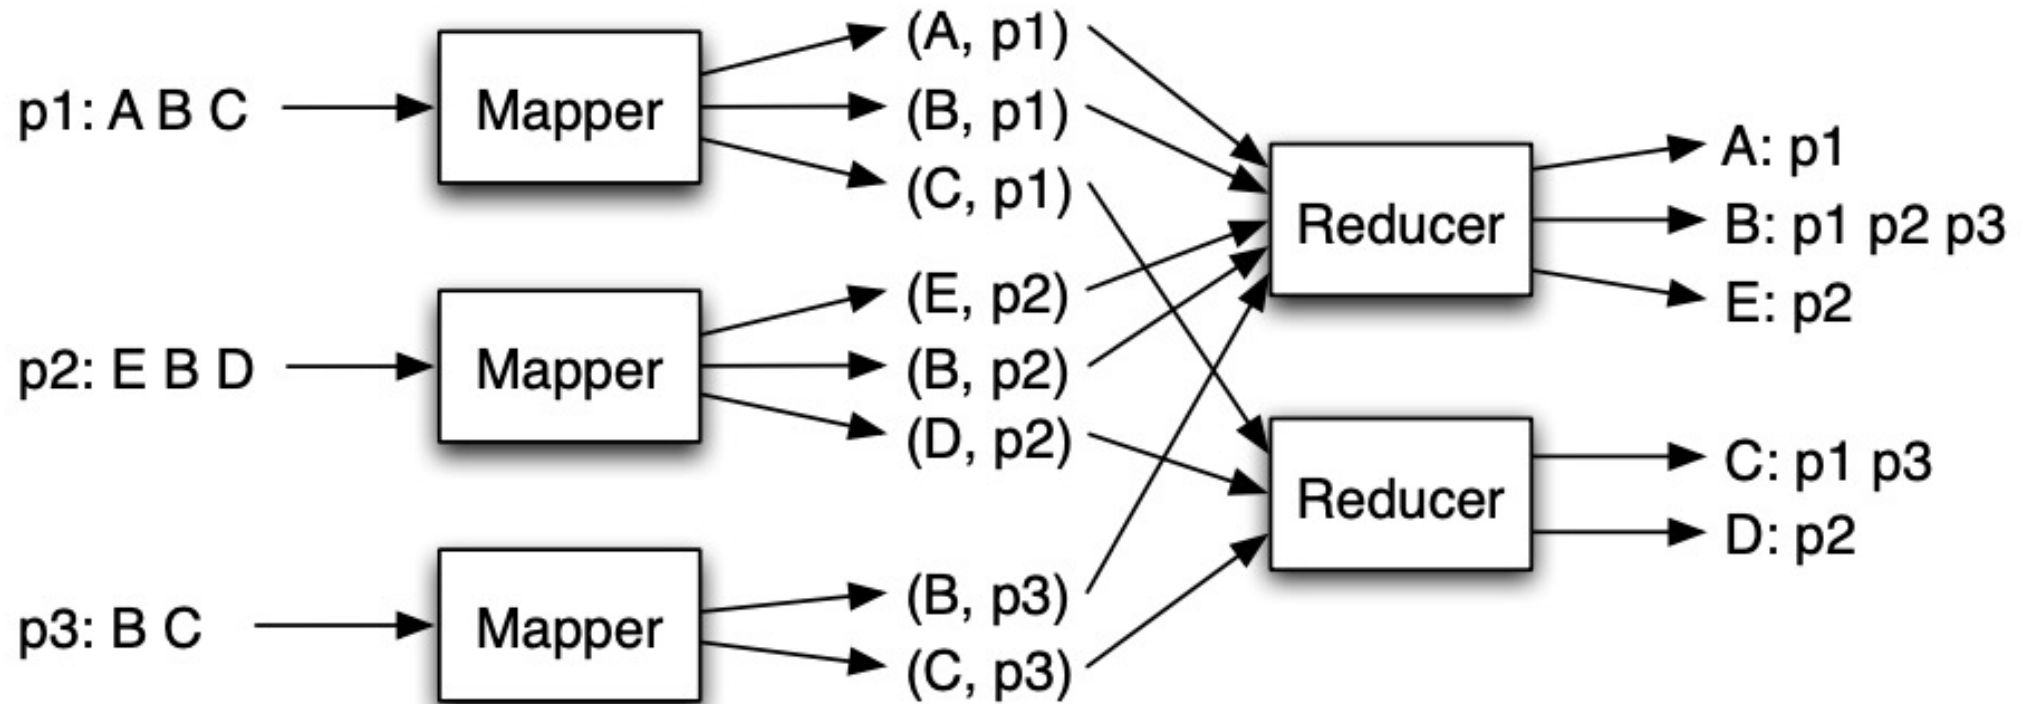 p1: A B C
Mapper
(A, p1)
(B, p1)
(C, p1)
p2: E B D
Mapper
(E, p2)
(B, p2)
(D, p2)
p3: B C
Mapper
(B, p3)
(C, p3)
Reducer
A: p1
B: p1 p2 p3
E: p2
Reducer
C: p1 p3
D: p2